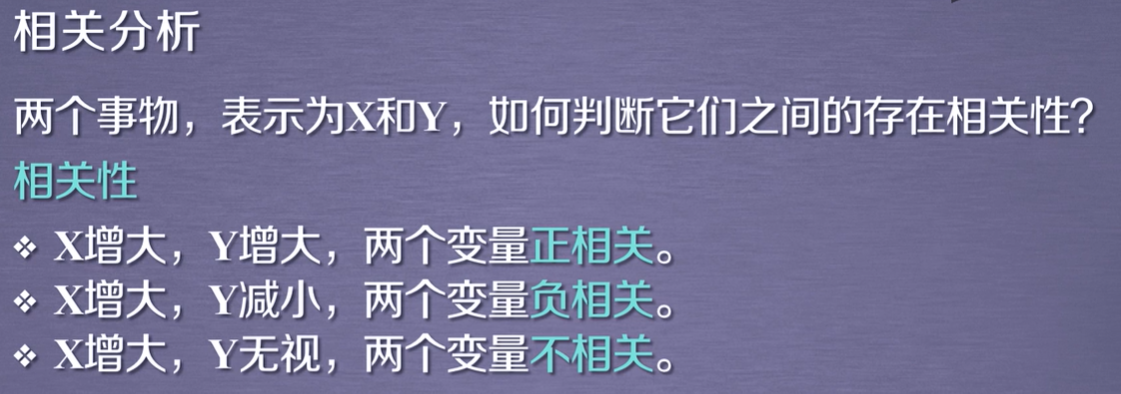 相关分析
两个事物，表示为X和Y，如何判断它们之间的存在相关性？
相关性
❖ X增大，Y增大，两个变量正相关。
❖ X增大，Y减小，两个变量负相关。
❖ X增大，Y无视，两个变量不相关。